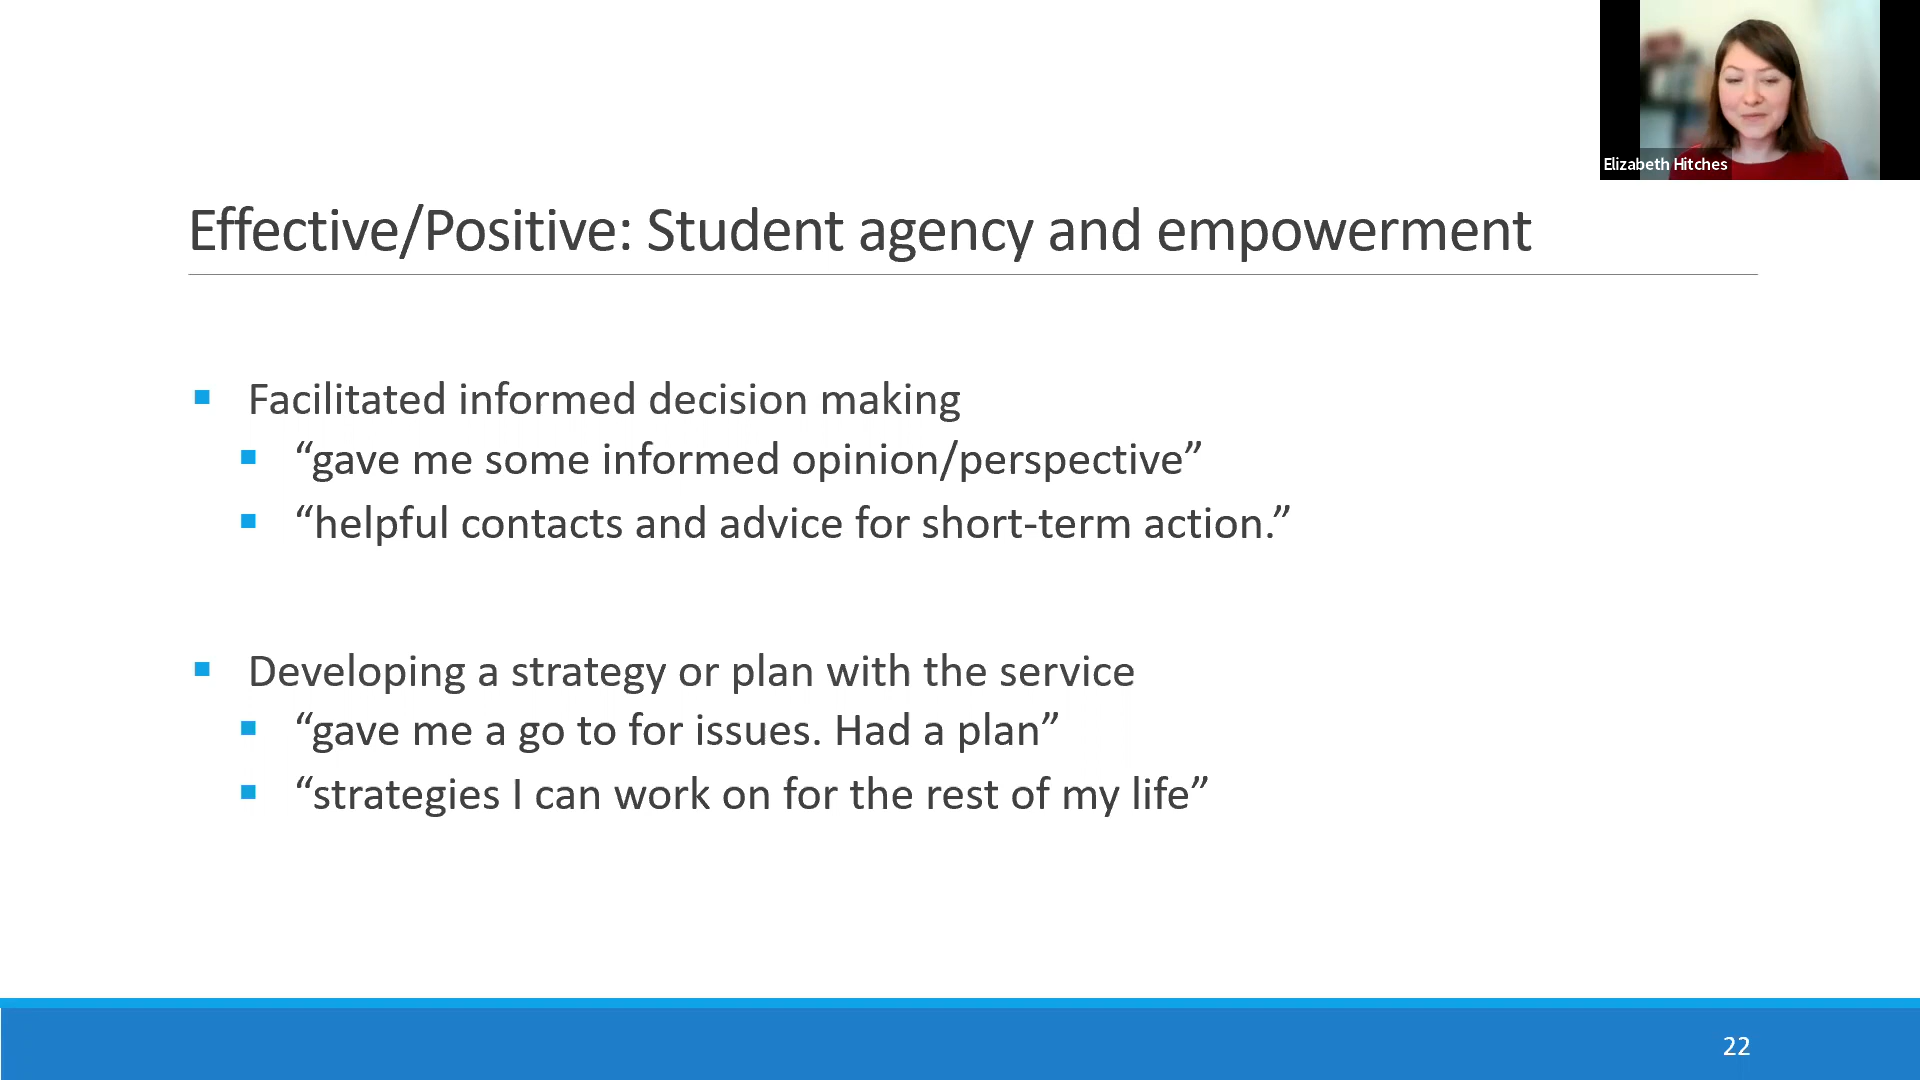 Elizabeth Hitches
Effective/Positive: Student agency and empowerment
Facilitated informed decision making
“gave me some informed opinion/perspective”
“helpful contacts and advice for short-term action.”
Developing a strategy or plan with the service
“gave me a go to for issues. Had a plan”
“strategies I can work on for the rest of my life”
22